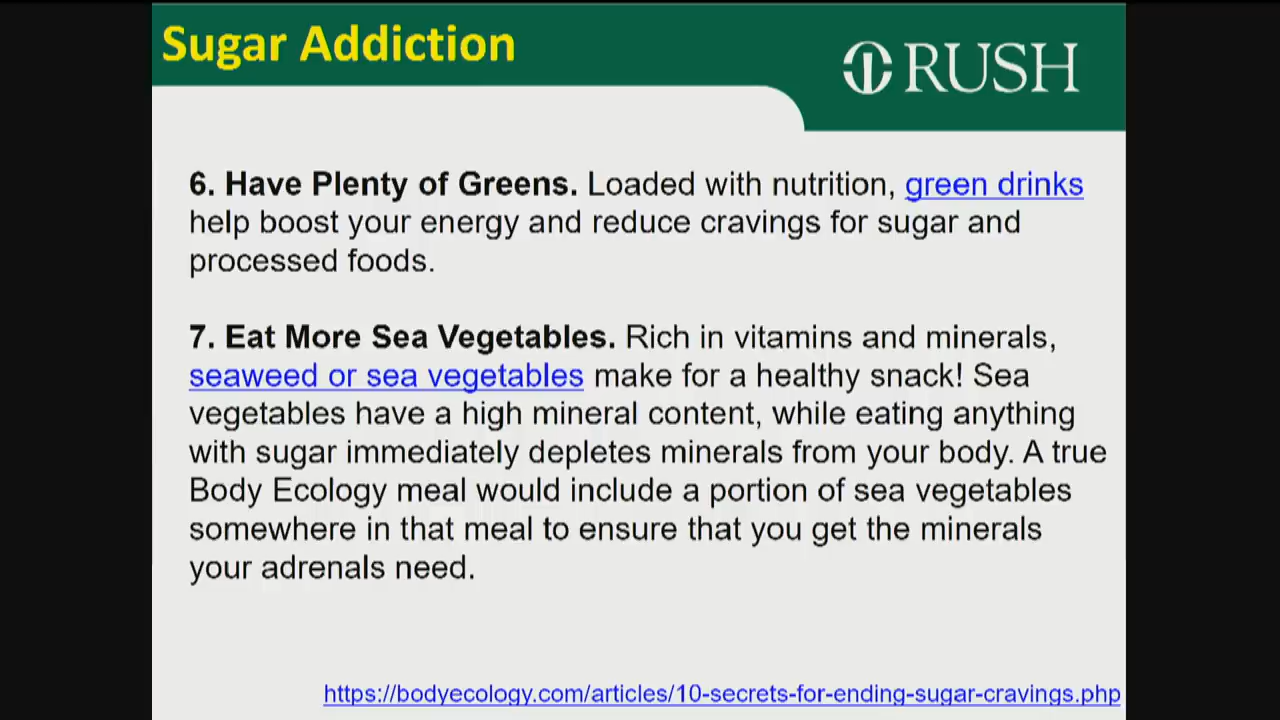 Sugar Addiction
RUSH
6. Have Plenty of Greens. Loaded with nutrition, green drinks
help boost your energy and reduce cravings for sugar and
processed foods.
7. Eat More Sea Vegetables. Rich in vitamins and minerals,
seaweed or sea vegetables make for a healthy snack! Sea
vegetables have a high mineral content, while eating anything
with sugar immediately depletes minerals from your body. A true
Body Ecology meal would include a portion of sea vegetables
somewhere in that meal to ensure that you get the minerals
your adrenals need.
https://bodyecology.com/articles/10-secrets-for-ending-sugar-cravings.php